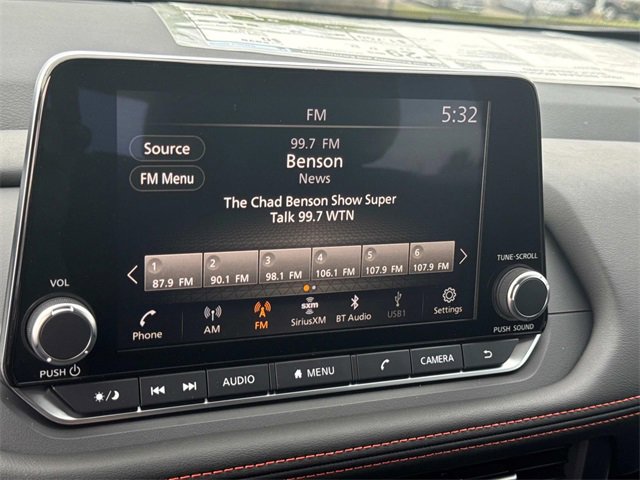 FM
5:32
Source
99.7 FM
Benson
FM Menu
News
The Chad Benson Show Super
Talk 99.7 WTN
1 2 3 4 5 6
87.9 FM 90.1 FM 98.1 FM 106.1 FM 107.9 FM 107.9 FM
VOL
TUNE·SCROLL
Phone
AM
FM
sxm
SiriusXM
BT Audio
USB1
Settings
PUSH
PUSH SOUND
AUDIO
MENU
CAMERA